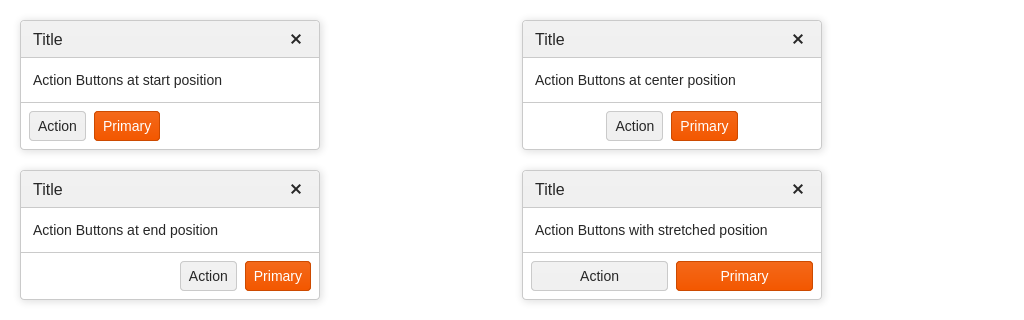 Title ✕
Action Buttons at start position
Action Primary
Title ✕
Action Buttons at center position
Action Primary
Title ✕
Action Buttons at end position
Action Primary
Title ✕
Action Buttons with stretched position
Action Primary